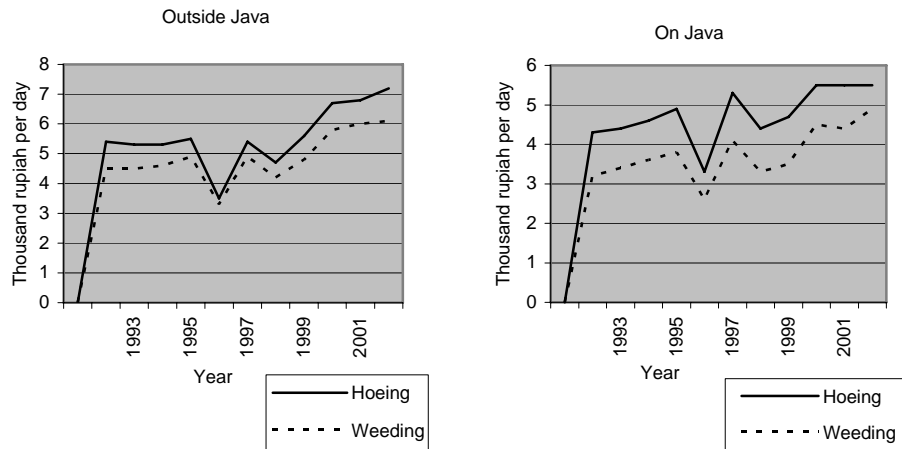 Outside Java
Thousand rupiah per day
8
7
6
5
4
3
2
1
0
1993
1995
1997
1999
2001
Year
Hoeing
Weeding
On Java
Thousand rupiah per day
6
5
4
3
2
1
0
1993
1995
1997
1999
2001
Year
Hoeing
Weeding